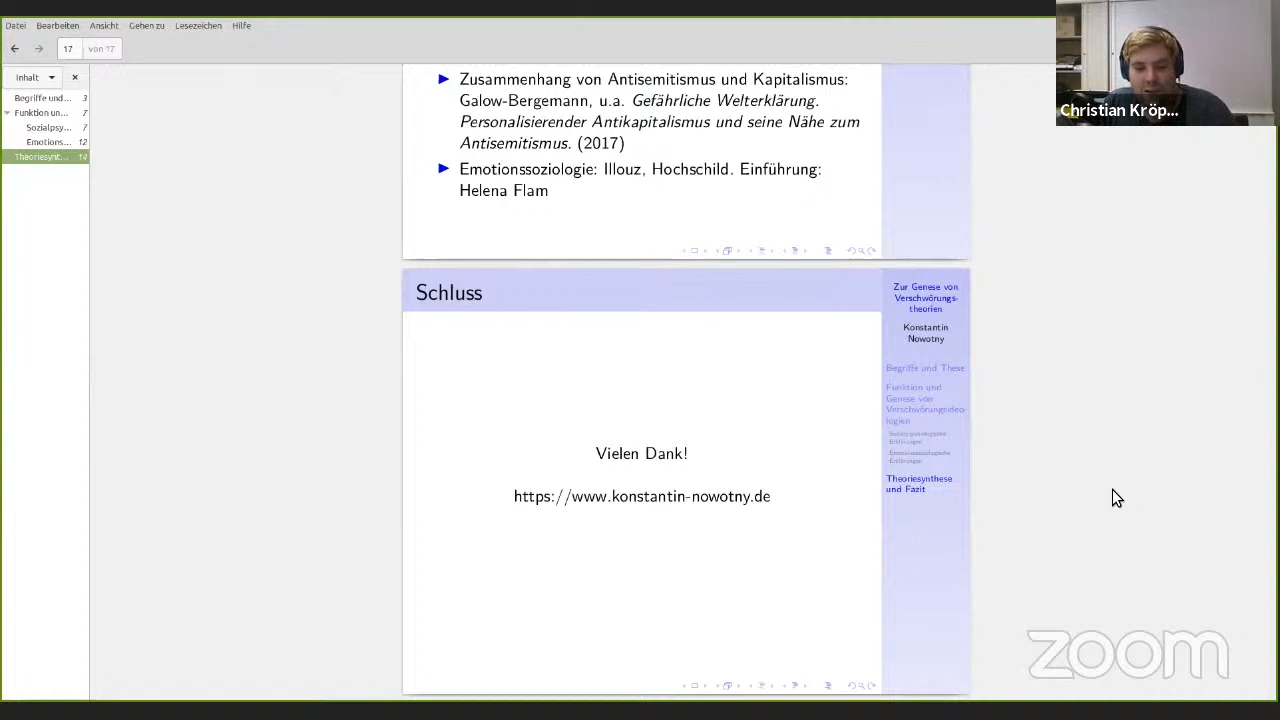 Datei Bearbeiten Ansicht Gehen zu Lesezeichen Hilfe
17 von 17
Inhalt
Begriffe und... 3
Funktion un... 7
Sozialpsy... 7
Emotions... 12
Theoriesynt... 14
Zusammenhang von Antisemitismus und Kapitalismus:
Galow-Bergemann, u.a. Gefährliche Welterklärung.
Personalisierender Antikapitalismus und seine Nähe zum
Antisemitismus. (2017)
Emotionssoziologie: Illouz, Hochschild. Einführung:
Helena Flam
Christian Kröp...
Schluss
Vielen Dank!
https://www.konstantin-nowotny.de
Zur Genese von
Verschwörungs-
theorien
Konstantin
Nowotny
Begriffe und These
Funktion und
Genese von
Verschwörungsideo-
logien
Theoriesynthese
und Fazit
zoom